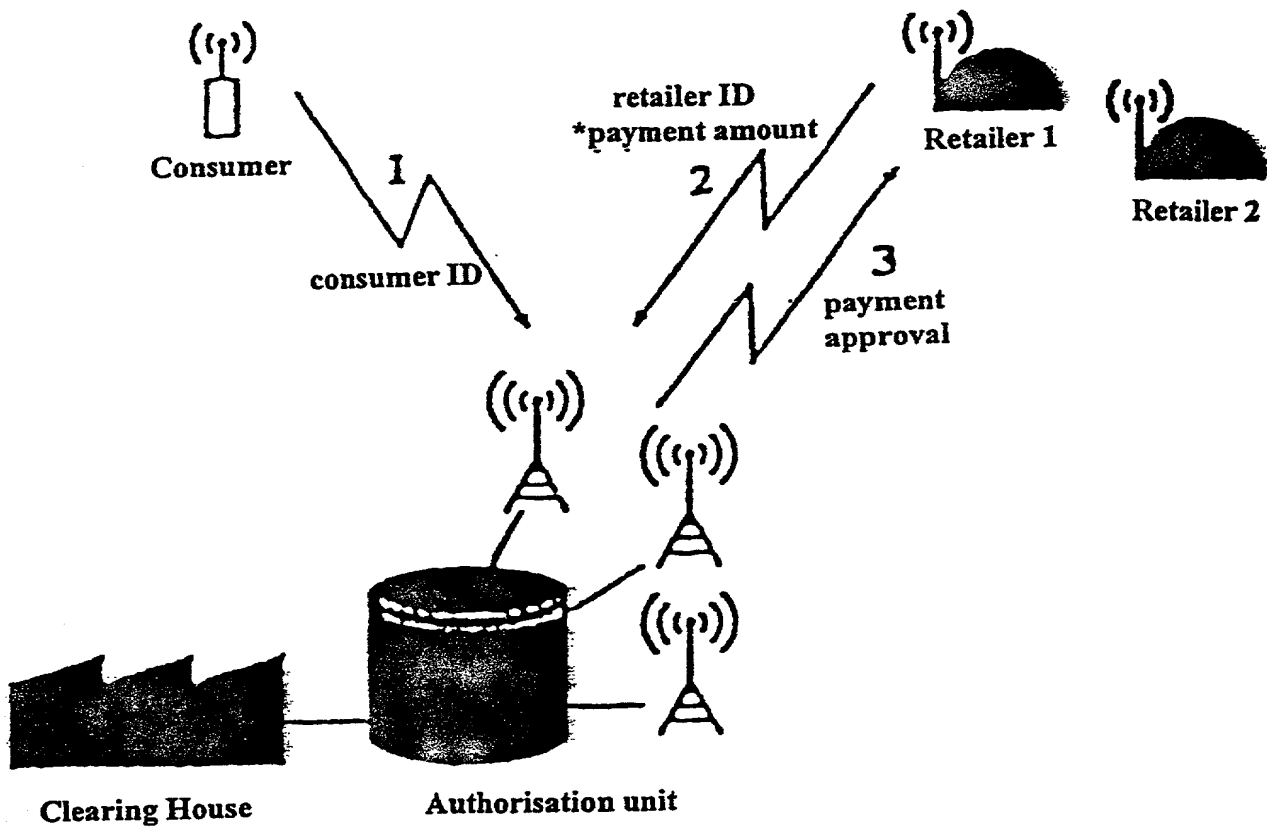 Consumer
1
consumer ID
retailer ID
*payment amount
2
Retailer 1
Retailer 2
3
payment
approval
Clearing House
Authorisation unit